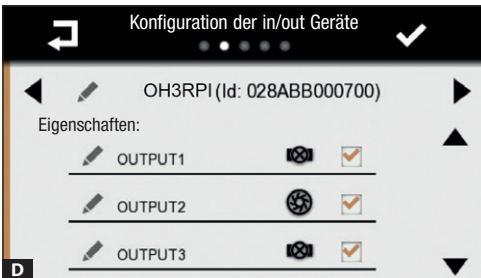 Konfiguration der in/out Geräte
OH3RPI (Id: 028ABB000700)
Eigenschaften:
OUTPUT1
OUTPUT2
OUTPUT3
D